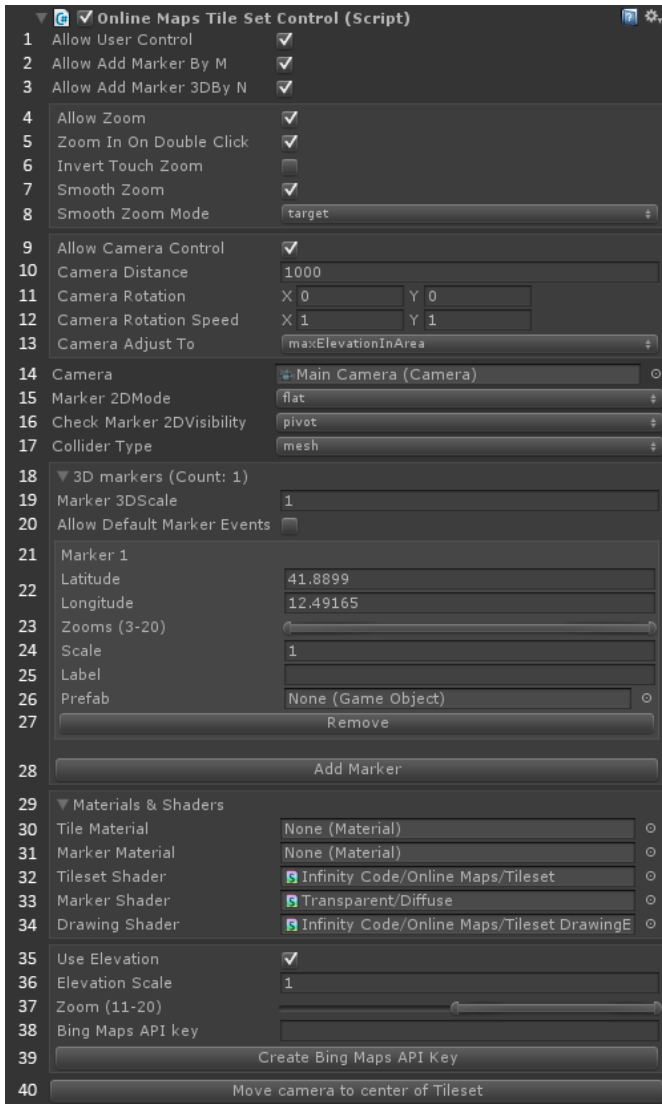 Online Maps Tile Set Control (Script)
1 Allow User Control
2 Allow Add Marker By M
3 Allow Add Marker 3DBy N
4 Allow Zoom
5 Zoom In On Double Click
6 Invert Touch Zoom
7 Smooth Zoom
8 Smooth Zoom Mode target
9 Allow Camera Control
10 Camera Distance 1000
11 Camera Rotation X 0 Y 0
12 Camera Rotation Speed X 1 Y 1
13 Camera Adjust To maxElevationInArea
14 Camera Main Camera (Camera)
15 Marker 2DMode flat
16 Check Marker 2DVisibility pivot
17 Collider Type mesh
18 3D markers (Count: 1)
19 Marker 3DScale 1
20 Allow Default Marker Events
21 Marker 1
22 Latitude 41.8899
Longitude 12.49165
23 Zooms (3-20)
24 Scale 1
25 Label
26 Prefab None (Game Object)
27 Remove
28 Add Marker
29 Materials & Shaders
30 Tile Material None (Material)
31 Marker Material None (Material)
32 Tileset Shader Infinity Code/Online Maps/Tileset
33 Marker Shader Transparent/Diffuse
34 Drawing Shader Infinity Code/Online Maps/Tileset DrawingE
35 Use Elevation
36 Elevation Scale 1
37 Zoom (11-20)
38 Bing Maps API key
39 Create Bing Maps API Key
40 Move camera to center of Tileset